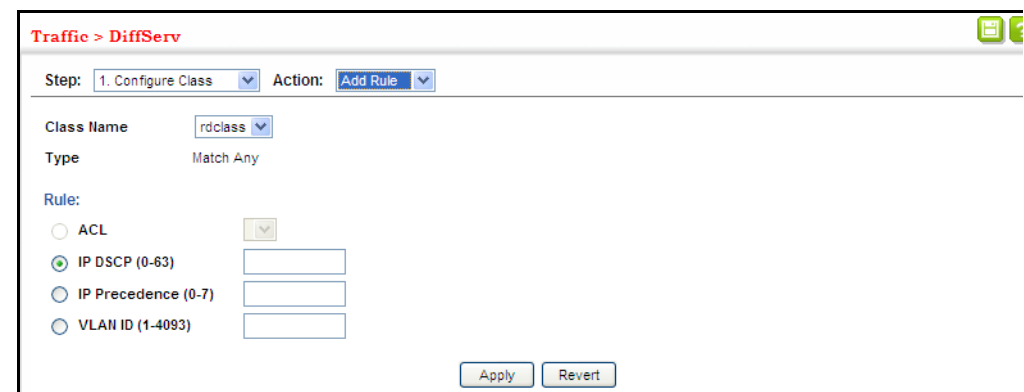 Traffic > DiffServ
Step: 1. Configure Class Action: Add Rule
Class Name rdclass
Type Match Any
Rule:
ACL
IP DSCP (0-63)
IP Precedence (0-7)
VLAN ID (1-4093)
Apply Revert